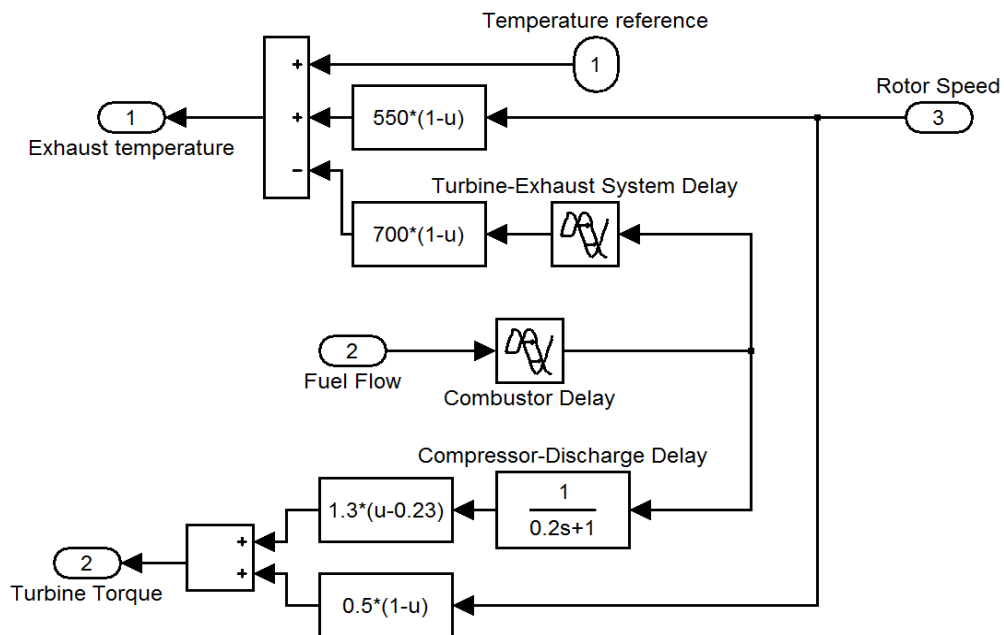 Temperature reference
+
1
Rotor Speed
1
+
550*(1-u)
3
Exhaust temperature
−
Turbine-Exhaust System Delay
700*(1-u)
2
Fuel Flow
Combustor Delay
Compressor-Discharge Delay
1.3*(u-0.23)
1
0.2s+1
+
2
+
Turbine Torque
0.5*(1-u)